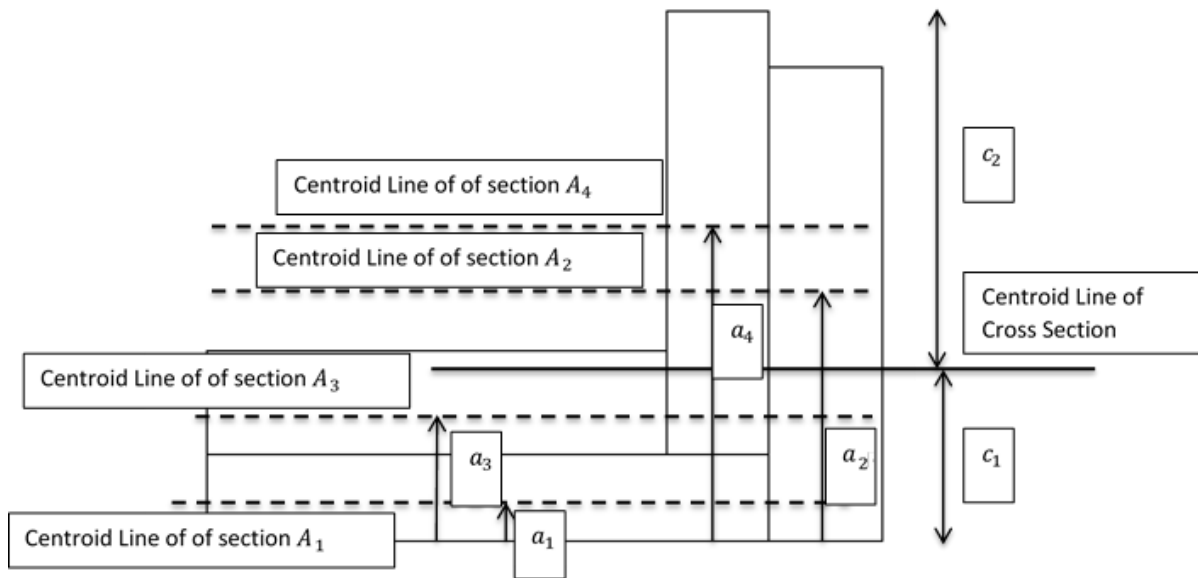 c₂
Centroid Line of of section A₄
Centroid Line of of section A₂
Centroid Line of
Cross Section
a₄
Centroid Line of of section A₃
a₃
a₂
c₁
Centroid Line of of section A₁
a₁